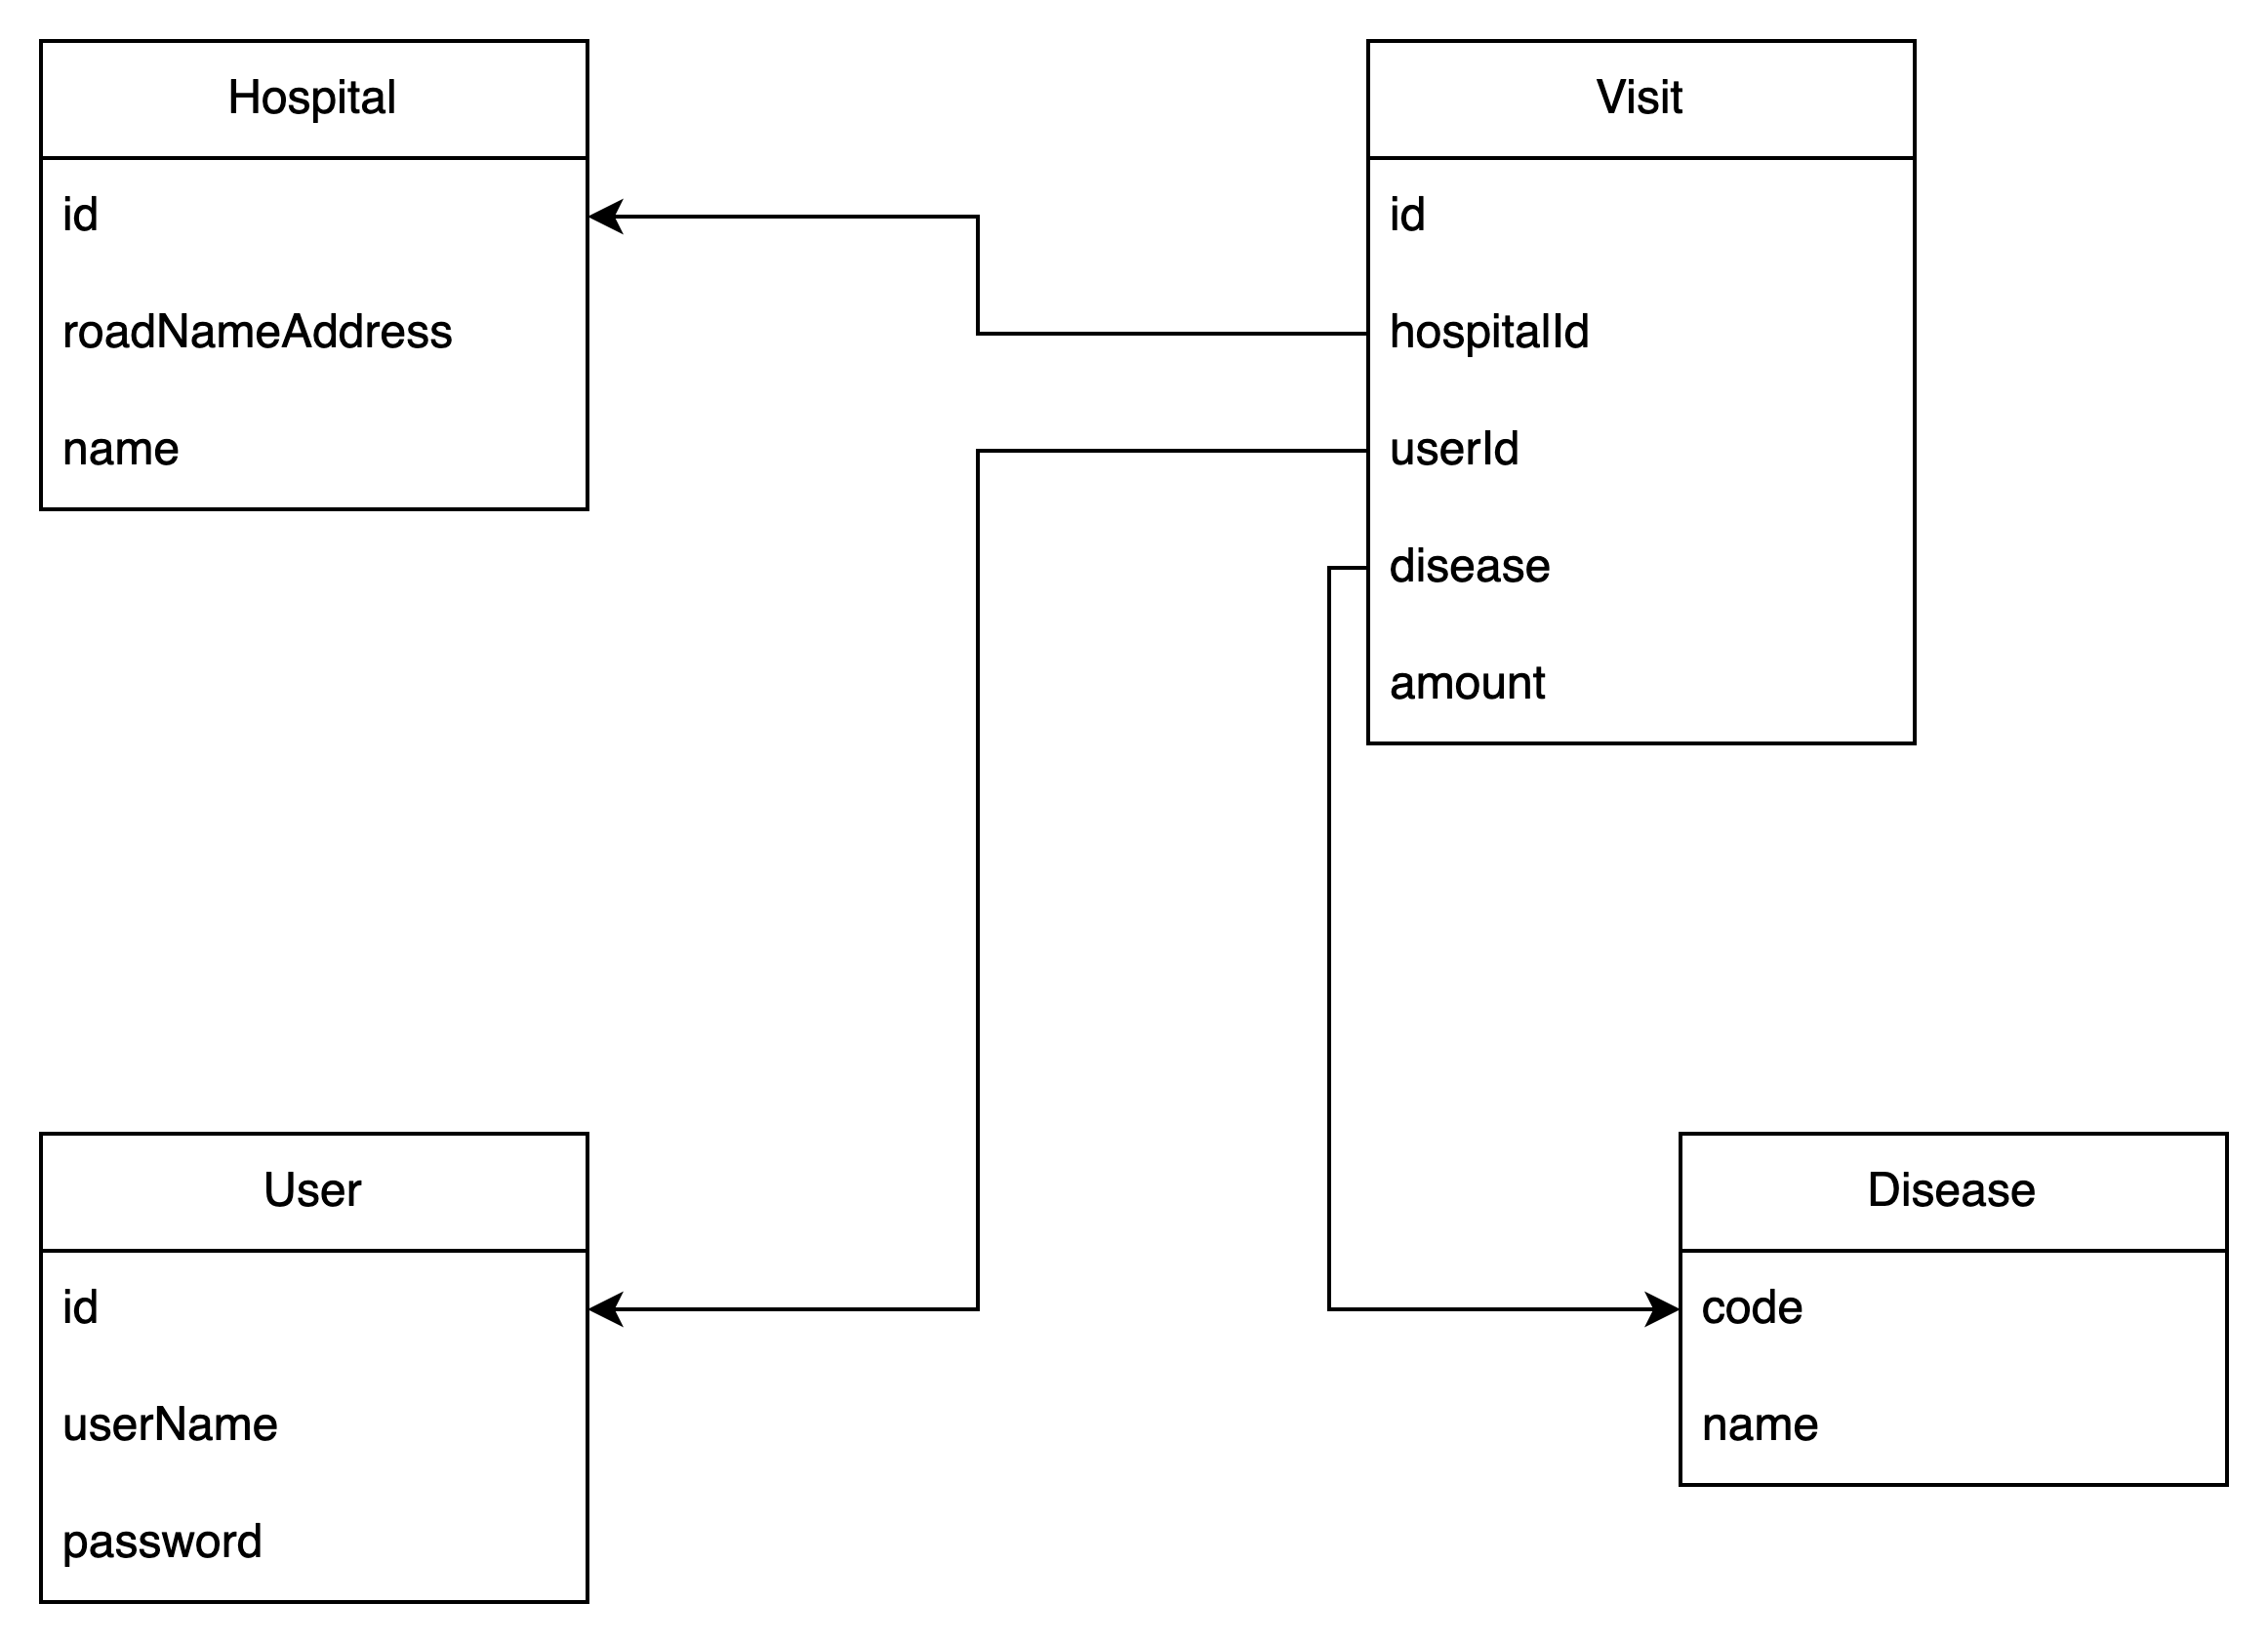 Hospital
id
roadNameAddress
name
Visit
id
hospitalId
userId
disease
amount
User
id
userName
password
Disease
code
name